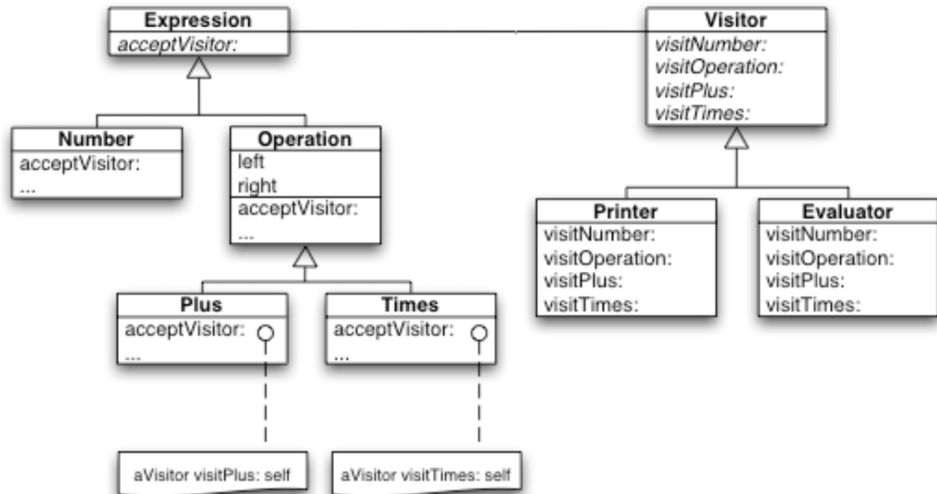 Expression
acceptVisitor:
Visitor
visitNumber:
visitOperation:
visitPlus:
visitTimes:
Number
acceptVisitor:
...
Operation
left
right
acceptVisitor:
...
Printer
visitNumber:
visitOperation:
visitPlus:
visitTimes:
Evaluator
visitNumber:
visitOperation:
visitPlus:
visitTimes:
Plus
acceptVisitor:
...
Times
acceptVisitor:
...
aVisitor visitPlus: self
aVisitor visitTimes: self